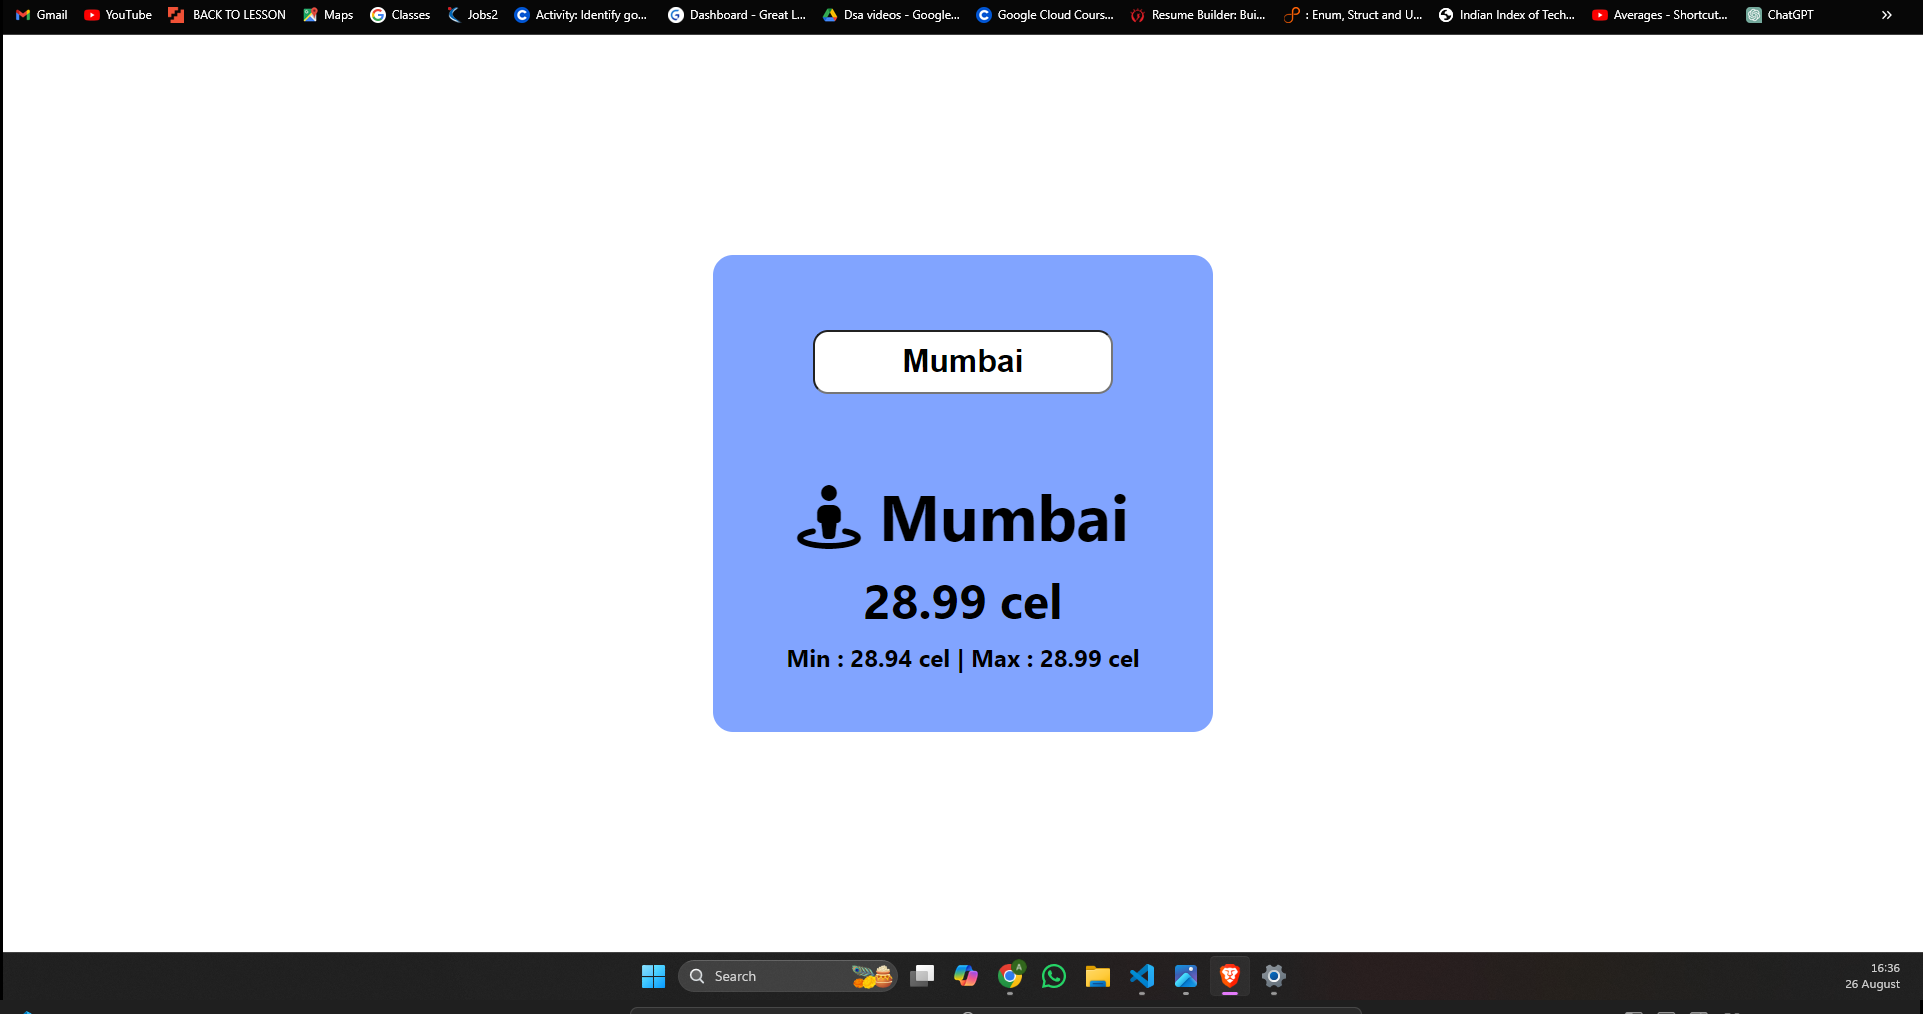 Gmail YouTube BACK TO LESSON Maps Classes Jobs2 Activity: Identify go... Dashboard - Great L... Dsa videos - Google... Google Cloud Cours... Resume Builder: Bui... : Enum, Struct and U... Indian Index of Tech... Averages - Shortcut... ChatGPT »
Mumbai
Mumbai
28.99 cel
Min : 28.94 cel | Max : 28.99 cel
Search
A
16:36
26 August